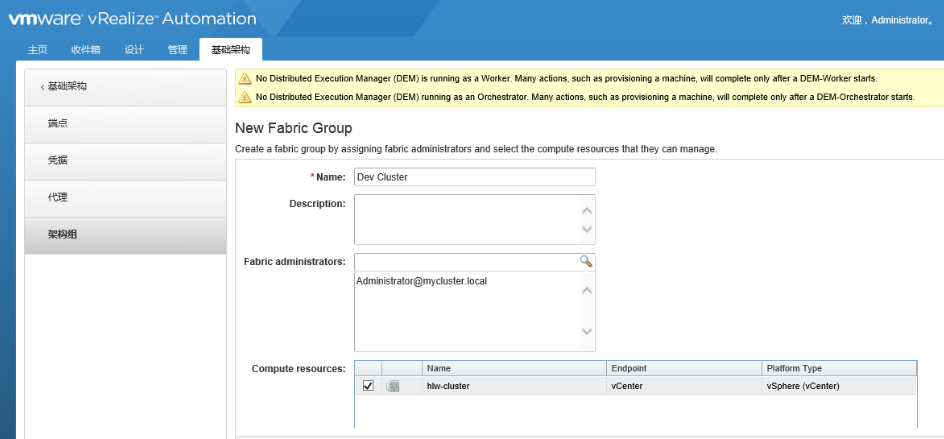 vmware vRealize™ Automation
欢迎，Administrator。
主页 收件箱 设计 管理 基础架构
基础架构
端点
凭据
代理
架构组
No Distributed Execution Manager (DEM) is running as a Worker. Many actions, such as provisioning a machine, will complete only after a DEM-Worker starts.
No Distributed Execution Manager (DEM) running as an Orchestrator. Many actions, such as provisioning a machine, will complete only after a DEM-Orchestrator starts.
New Fabric Group
Create a fabric group by assigning fabric administrators and select the compute resources that they can manage.
* Name: Dev Cluster
Description:
Fabric administrators:
Administrator@mycluster.local
Compute resources:
Name Endpoint Platform Type
hlw-cluster vCenter vSphere (vCenter)